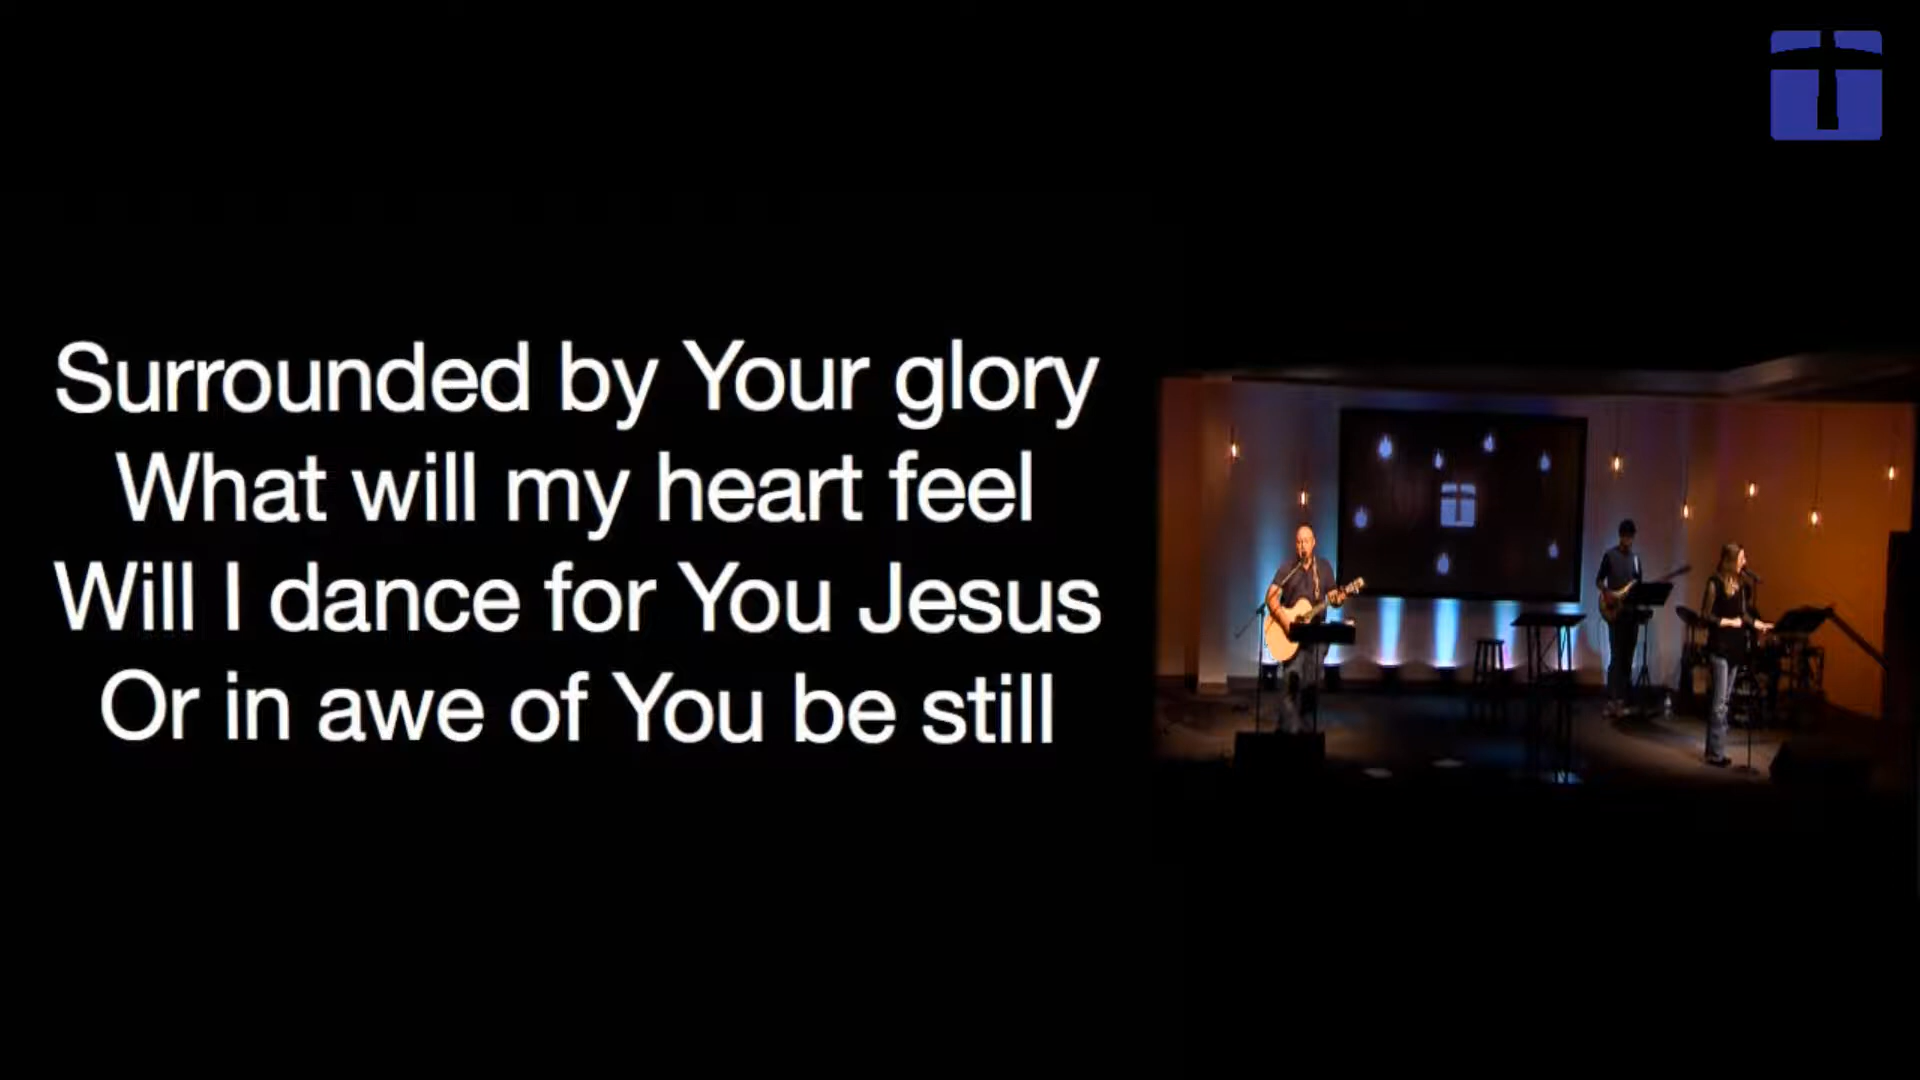 Surrounded by Your glory
What will my heart feel
Will I dance for You Jesus
Or in awe of You be still